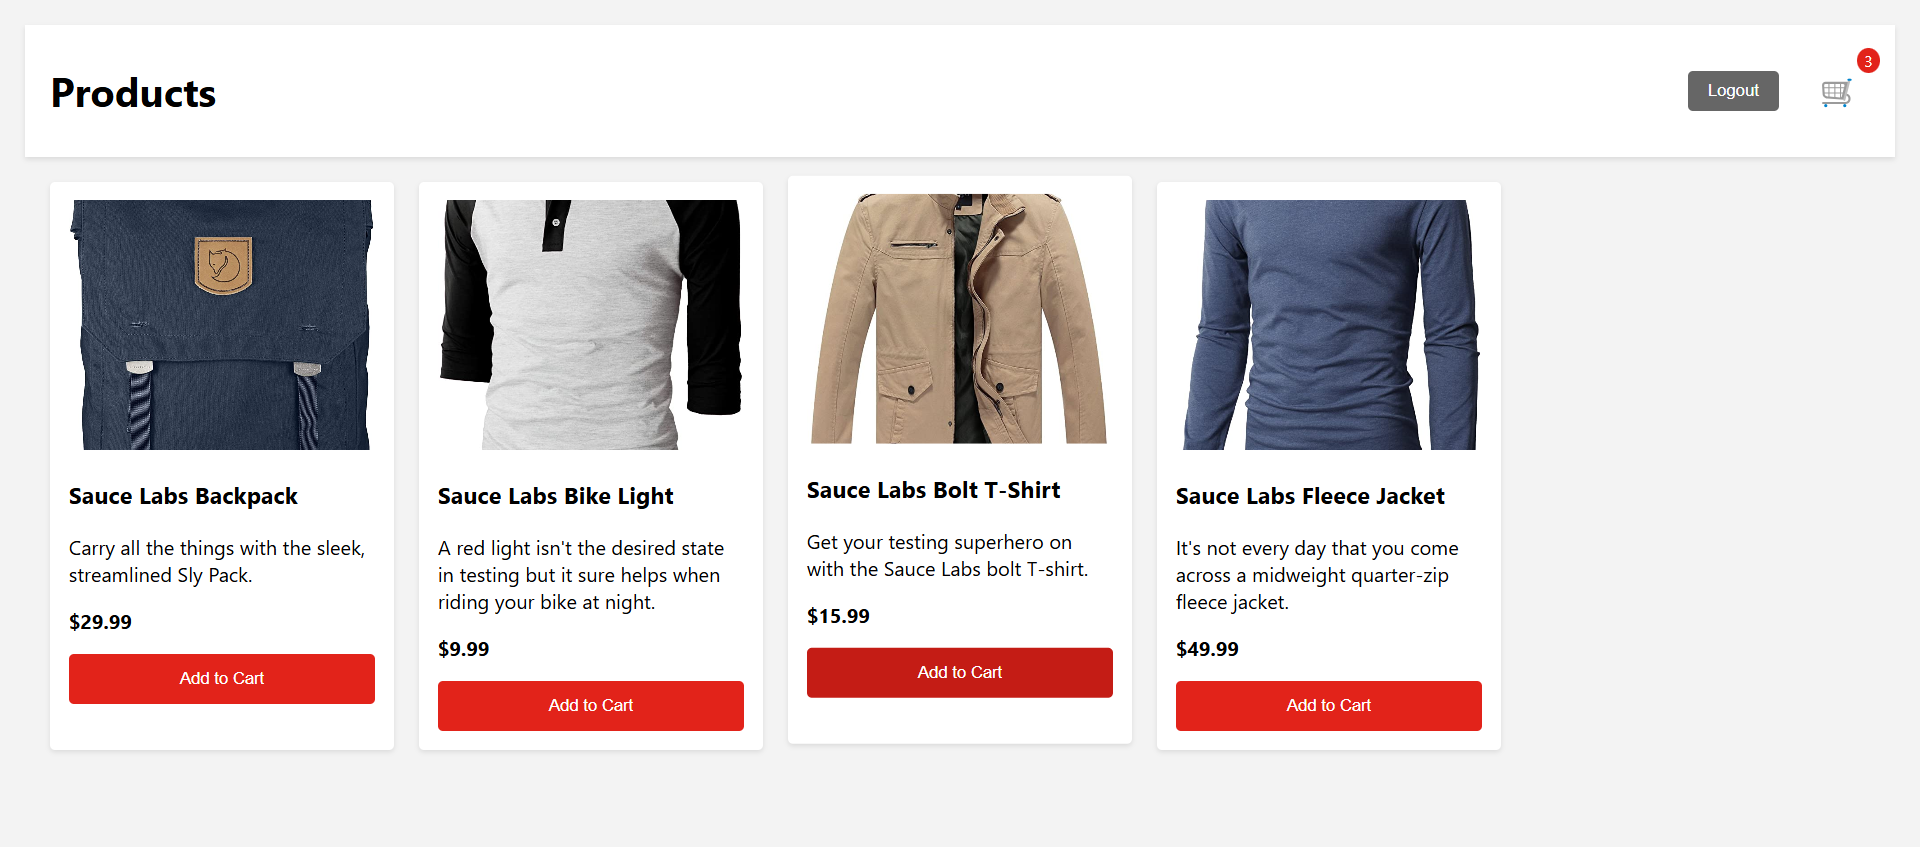 Products
Logout
3
Sauce Labs Backpack
Carry all the things with the sleek,
streamlined Sly Pack.
$29.99
Add to Cart
Sauce Labs Bike Light
A red light isn't the desired state
in testing but it sure helps when
riding your bike at night.
$9.99
Add to Cart
Sauce Labs Bolt T-Shirt
Get your testing superhero on
with the Sauce Labs bolt T-shirt.
$15.99
Add to Cart
Sauce Labs Fleece Jacket
It's not every day that you come
across a midweight quarter-zip
fleece jacket.
$49.99
Add to Cart